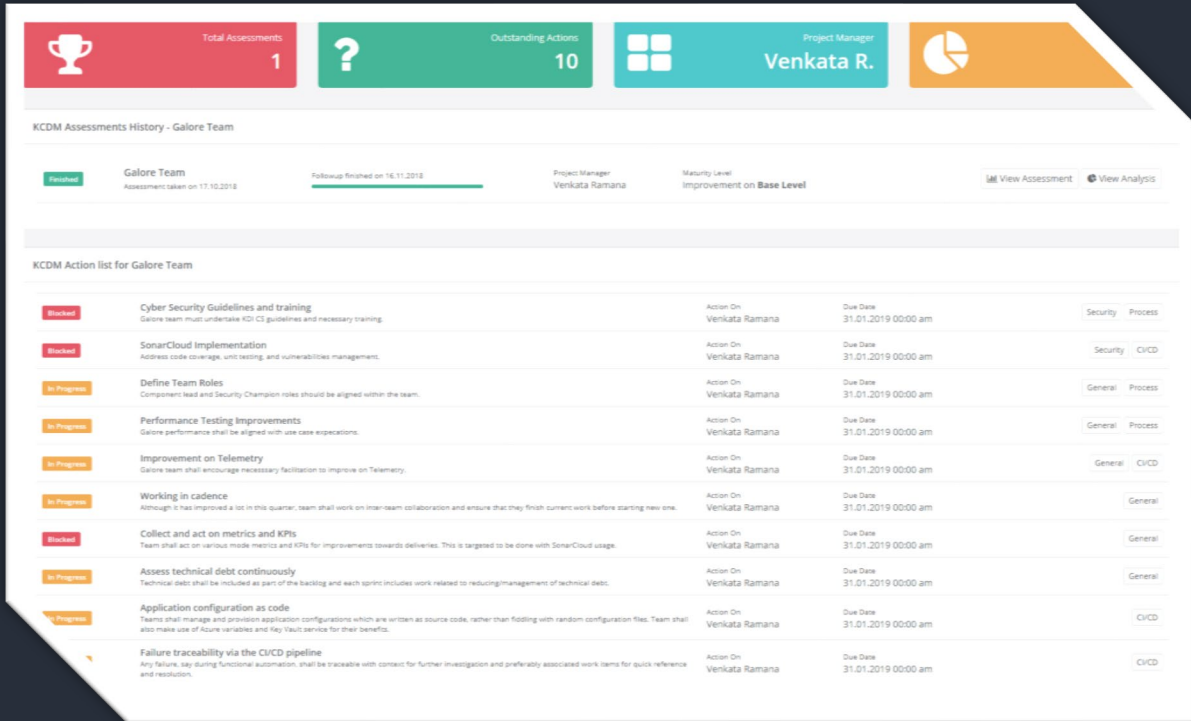 Total Assessments
1
Outstanding Actions
10
Project Manager
Venkata R.
KCDM Assessments History - Galore Team
Finished
Galore Team
Assessment taken on 17.10.2018
Followup finished on 16.11.2018
Project Manager
Venkata Ramana
Maturity Level
Improvement on Base Level
View Assessment
View Analysis
KCDM Action list for Galore Team
Blocked
Cyber Security Guidelines and training
Galore team must undertake KDI CS guidelines and necessary training.
Action On
Venkata Ramana
Due Date
31.01.2019 00:00 am
Security Process
Blocked
SonarCloud Implementation
Address code coverage, unit testing, and vulnerabilities management.
Action On
Venkata Ramana
Due Date
31.01.2019 00:00 am
Security CI/CD
In Progress
Define Team Roles
Component lead and Security Champion roles should be aligned within the team.
Action On
Venkata Ramana
Due Date
31.01.2019 00:00 am
General Process
In Progress
Performance Testing Improvements
Galore performance shall be aligned with use case expecations.
Action On
Venkata Ramana
Due Date
31.01.2019 00:00 am
General Process
In Progress
Improvement on Telemetry
Galore team shall encourage necesssary facilitation to improve on Telemetry.
Action On
Venkata Ramana
Due Date
31.01.2019 00:00 am
General CI/CD
In Progress
Working in cadence
Although it has improved a lot in this quarter, team shall work on inter-team collaboration and ensure that they finish current work before starting new one.
Action On
Venkata Ramana
Due Date
31.01.2019 00:00 am
General
Blocked
Collect and act on metrics and KPIs
Team shall act on various mode metrics and KPIs for improvements towards deliveries. This is targeted to be done with SonarCloud usage.
Action On
Venkata Ramana
Due Date
31.01.2019 00:00 am
General
In Progress
Assess technical debt continuously
Technical debt shall be included as part of the backlog and each sprint includes work related to reducing/management of technical debt.
Action On
Venkata Ramana
Due Date
31.01.2019 00:00 am
General
Progress
Application configuration as code
Teams shall manage and provision application configurations which are written as source code, rather than fiddling with random configuration files. Team shall
also make use of Azure variables and Key Vault service for their benefits.
Action On
Venkata Ramana
Due Date
31.01.2019 00:00 am
CI/CD
Failure traceability via the CI/CD pipeline
Any failure, say during functional automation, shall be traceable with context for further investigation and preferably associated work items for quick reference
and resolution.
Action On
Venkata Ramana
Due Date
31.01.2019 00:00 am
CI/CD